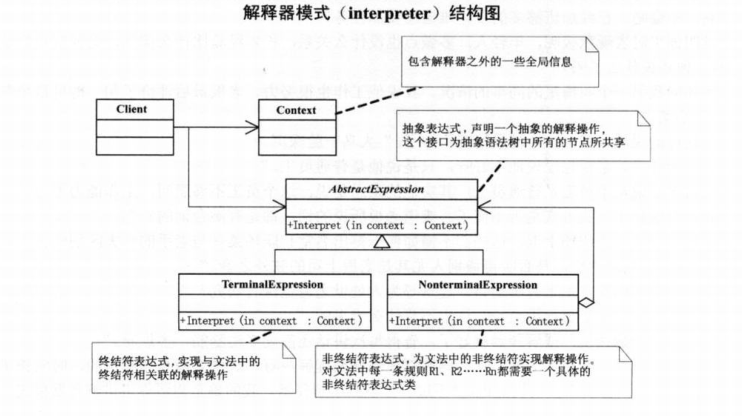 解释器模式（interpreter）结构图
包含解释器之外的一些全局信息
Client
Context
抽象表达式，声明一个抽象的解释操作，
这个接口为抽象语法树中所有的节点所共享
AbstractExpression
+Interpret(in context : Context)
TerminalExpression
NonterminalExpression
+Interpret(in context : Context)
+Interpret(in context : Context)
终结符表达式，实现与文法中的
终结符相关联的解释操作
非终结符表达式，为文法中的非终结符实现解释操作。
对文法中每一条规则R1、R2……Rn都需要一个具体的
非终结符表达式类